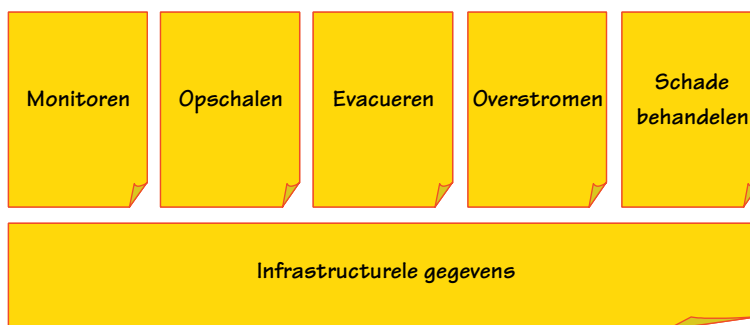 Monitoren
Opschalen
Evacueren
Overstromen
Schade
behandelen
Infrastructurele gegevens